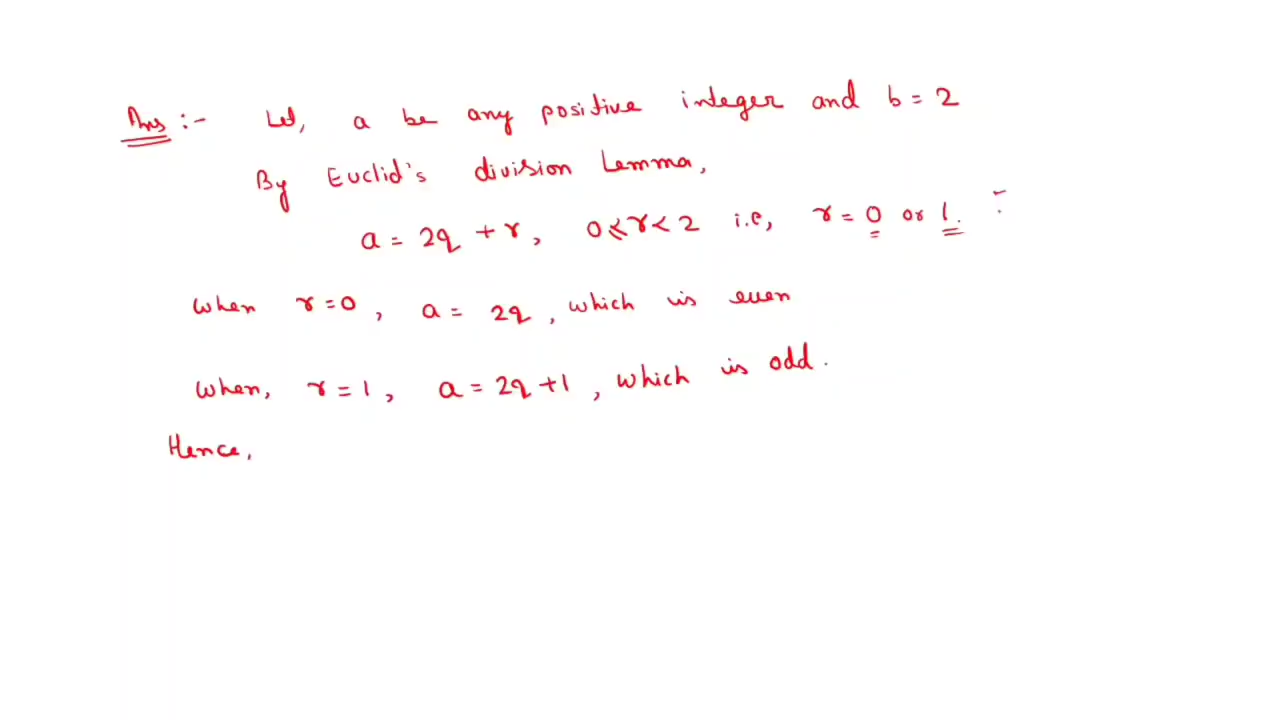 Ans :- Let, a be any positive integer and b = 2
By Euclid's division Lemma,
a = 2q + r, 0 ≤ r < 2 i.e, r = 0 or 1.
when r = 0, a = 2q, which is even
when, r = 1, a = 2q + 1, which is odd.
Hence,